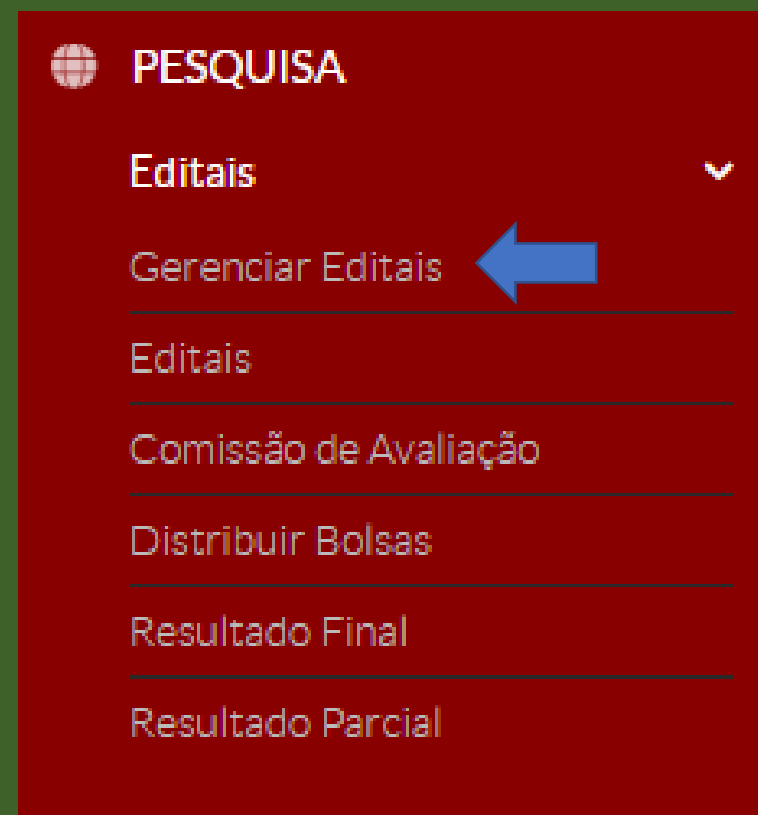 PESQUISA
Editais
Gerenciar Editais
Editais
Comissão de Avaliação
Distribuir Bolsas
Resultado Final
Resultado Parcial